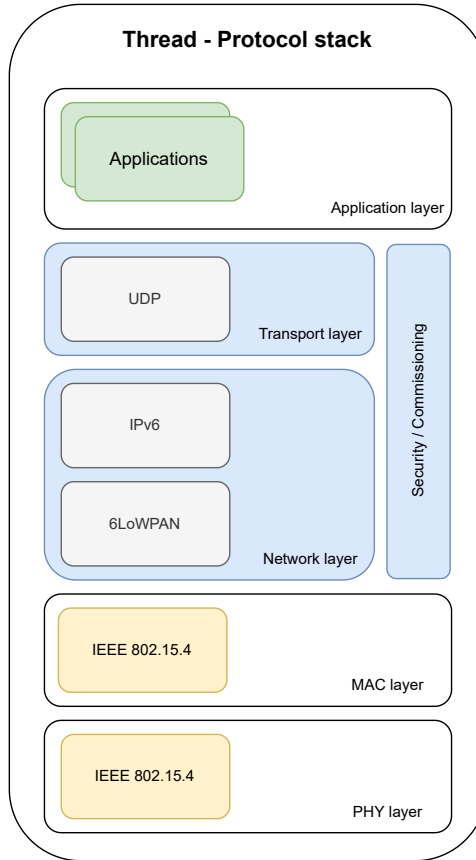 Thread - Protocol stack
Applications
Application layer
UDP
Transport layer
Security / Commissioning
IPv6
6LoWPAN
Network layer
IEEE 802.15.4
MAC layer
IEEE 802.15.4
PHY layer